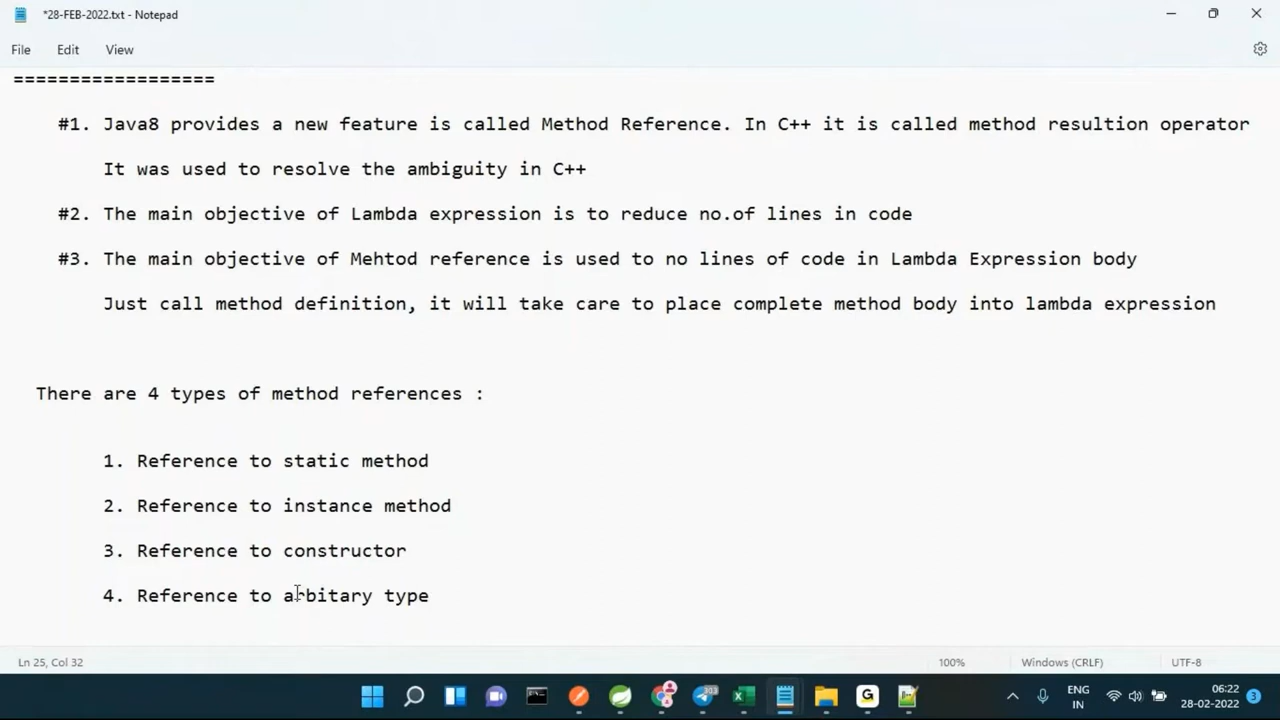 *28-FEB-2022.txt - Notepad
File Edit View
==================
#1. Java8 provides a new feature is called Method Reference. In C++ it is called method resultion operator
It was used to resolve the ambiguity in C++
#2. The main objective of Lambda expression is to reduce no.of lines in code
#3. The main objective of Mehtod reference is used to no lines of code in Lambda Expression body
Just call method definition, it will take care to place complete method body into lambda expression
There are 4 types of method references :
1. Reference to static method
2. Reference to instance method
3. Reference to constructor
4. Reference to arbitary type
Ln 25, Col 32 100% Windows (CRLF) UTF-8
303
ENG
IN
06:22
28-02-2022
3